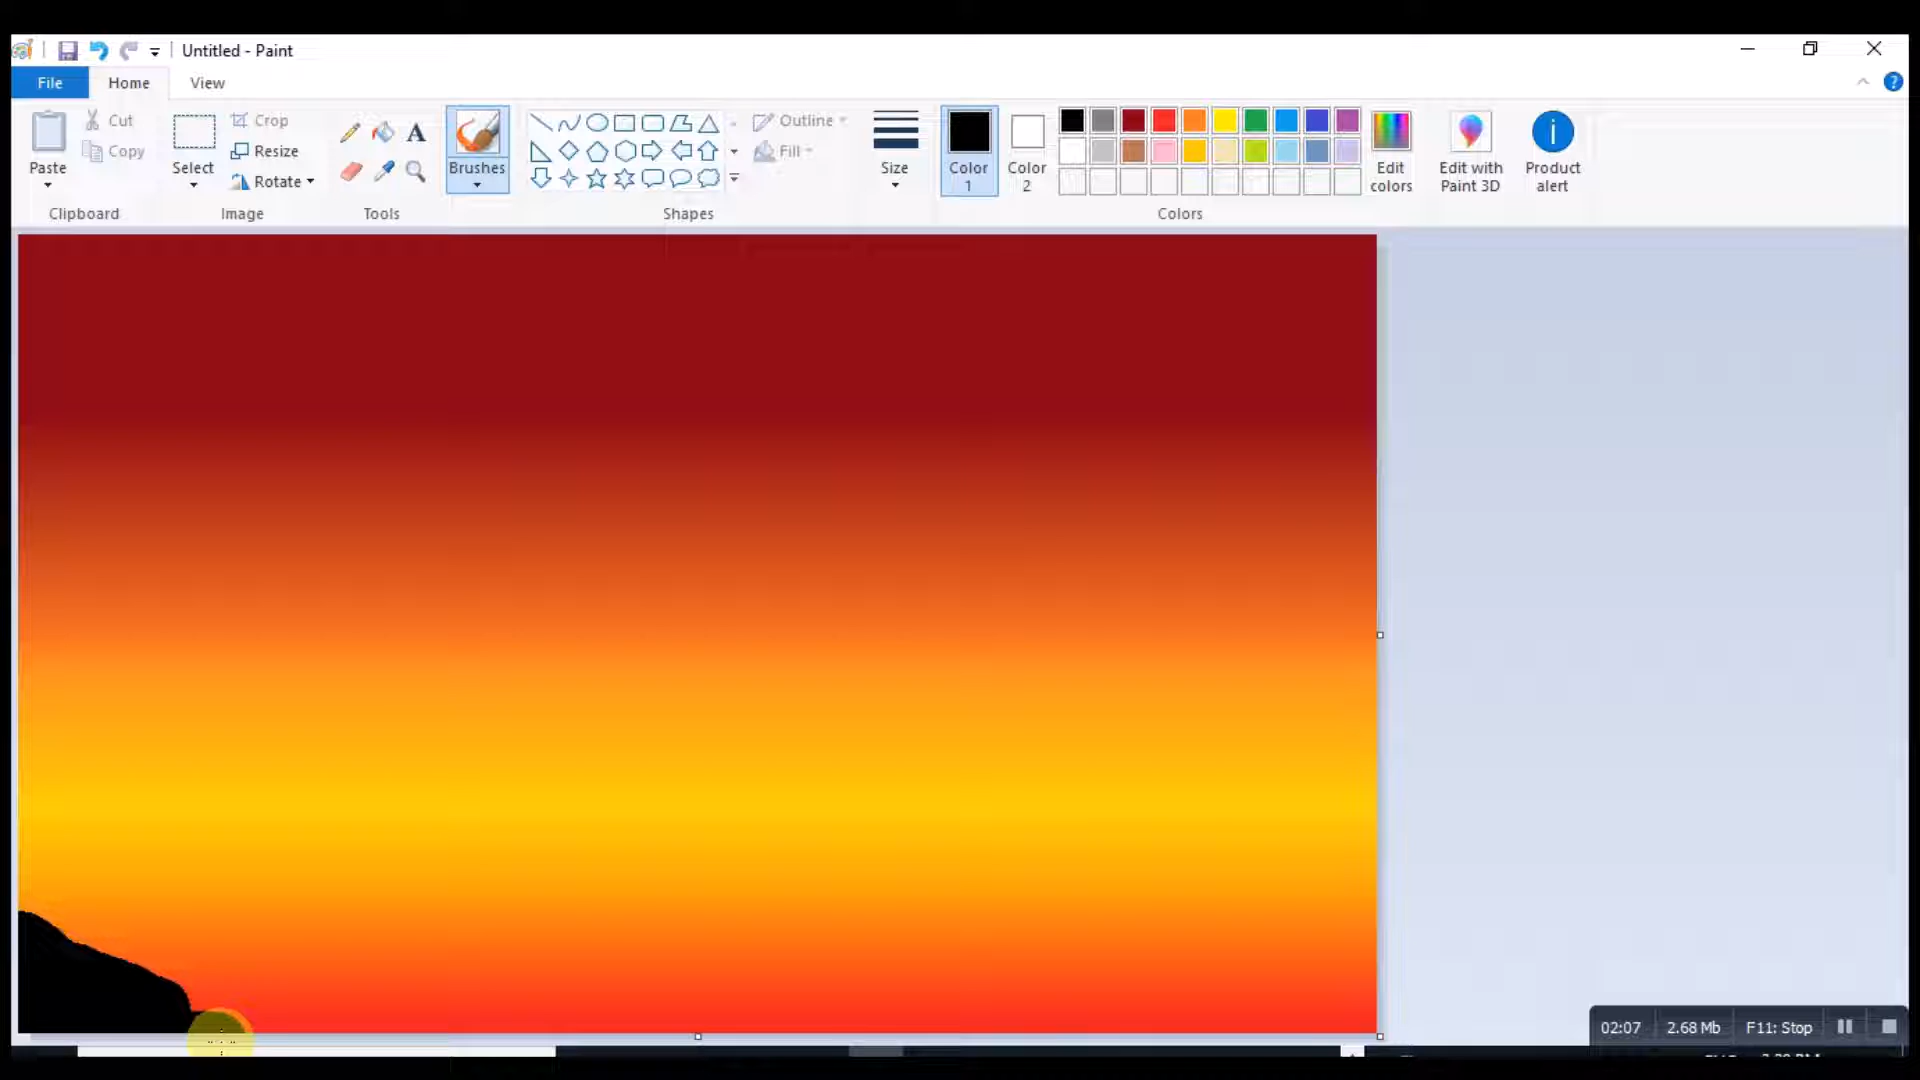 Untitled - Paint
File Home View
Paste
Cut
Copy
Clipboard
Select
Crop
Resize
Rotate
Image
A
Tools
Brushes
Outline
Fill
Shapes
Size
Color 1
Color 2
Edit colors
Colors
Edit with Paint 3D
Product alert
02:07 2.68 Mb F11: Stop